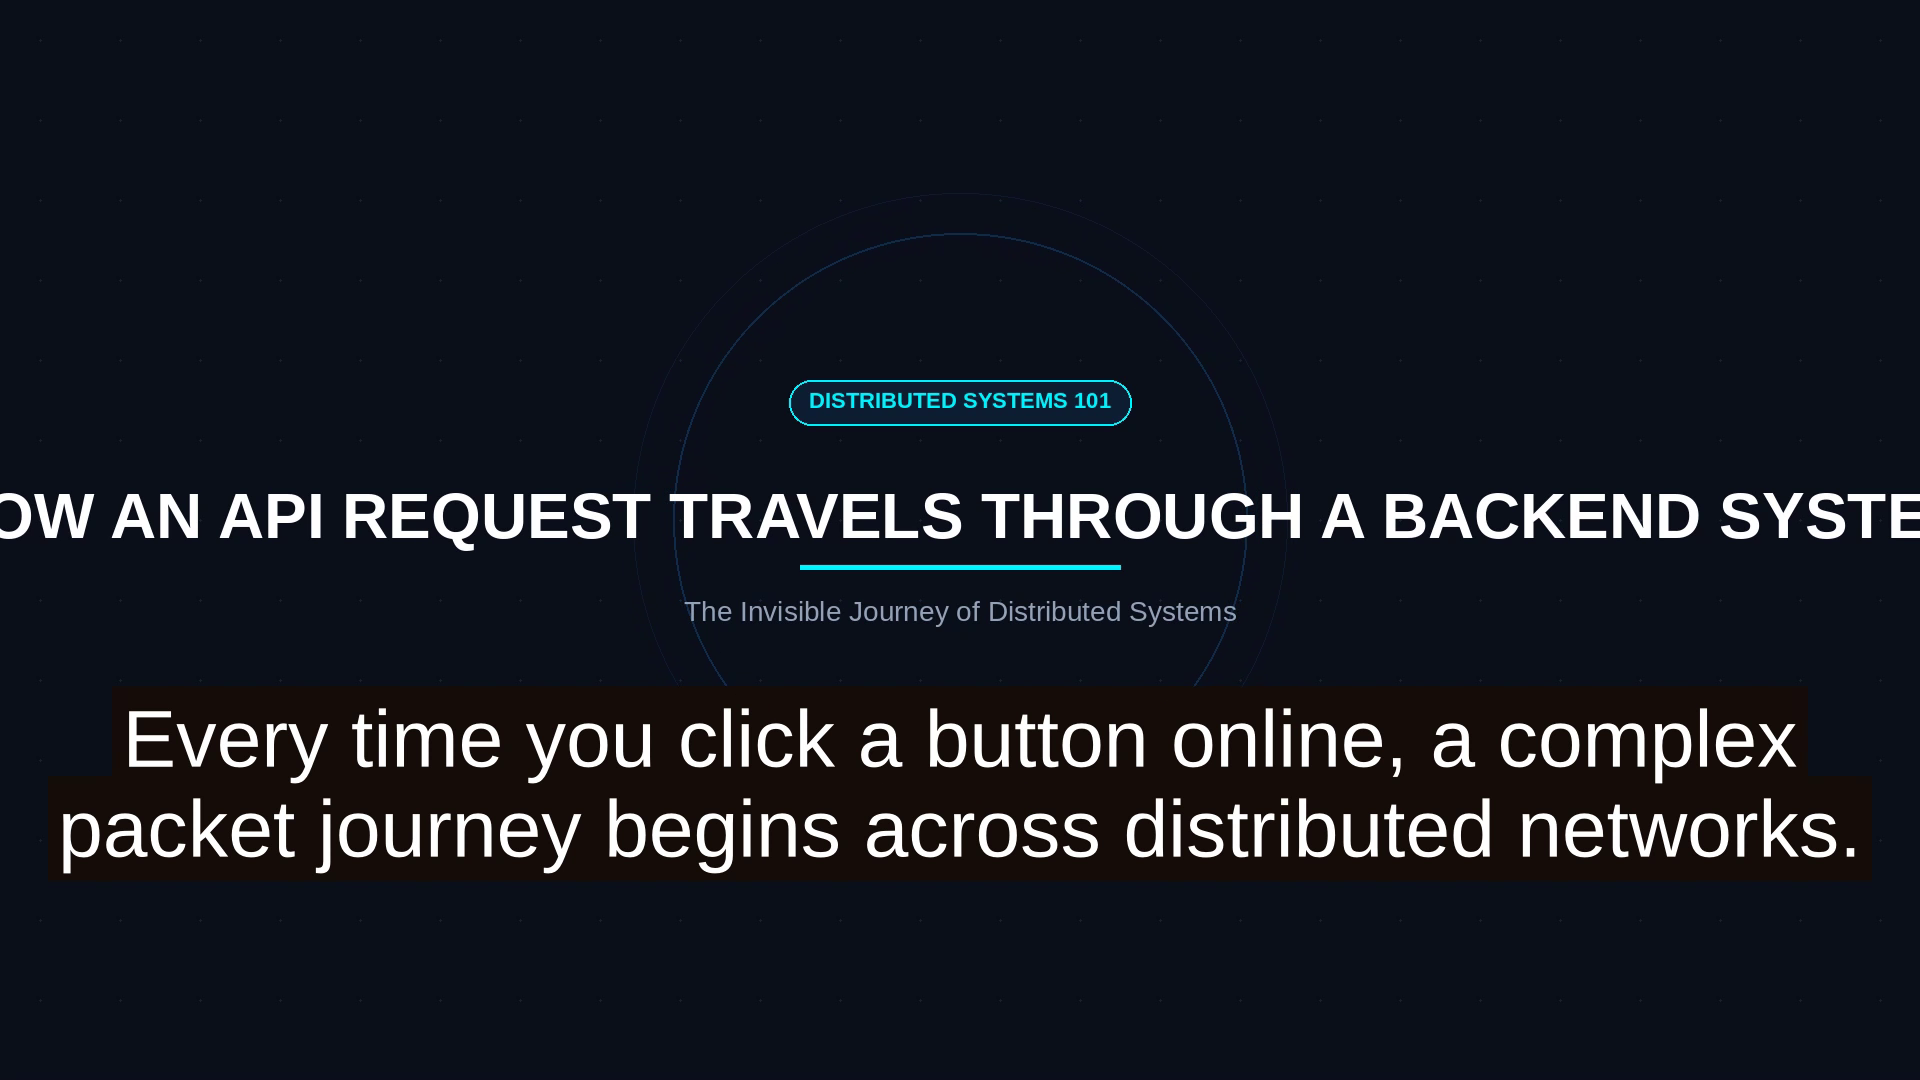 DISTRIBUTED SYSTEMS 101
OW AN API REQUEST TRAVELS THROUGH A BACKEND SYSTE
The Invisible Journey of Distributed Systems
Every time you click a button online, a complex
packet journey begins across distributed networks.